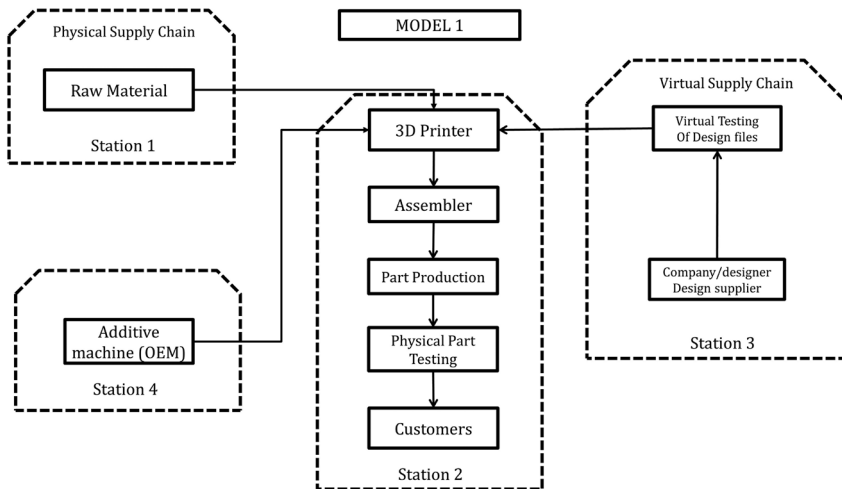 MODEL 1
Physical Supply Chain
Raw Material
Station 1
Additive
machine (OEM)
Station 4
3D Printer
Assembler
Part Production
Physical Part
Testing
Customers
Station 2
Virtual Supply Chain
Virtual Testing
Of Design files
Company/designer
Design supplier
Station 3